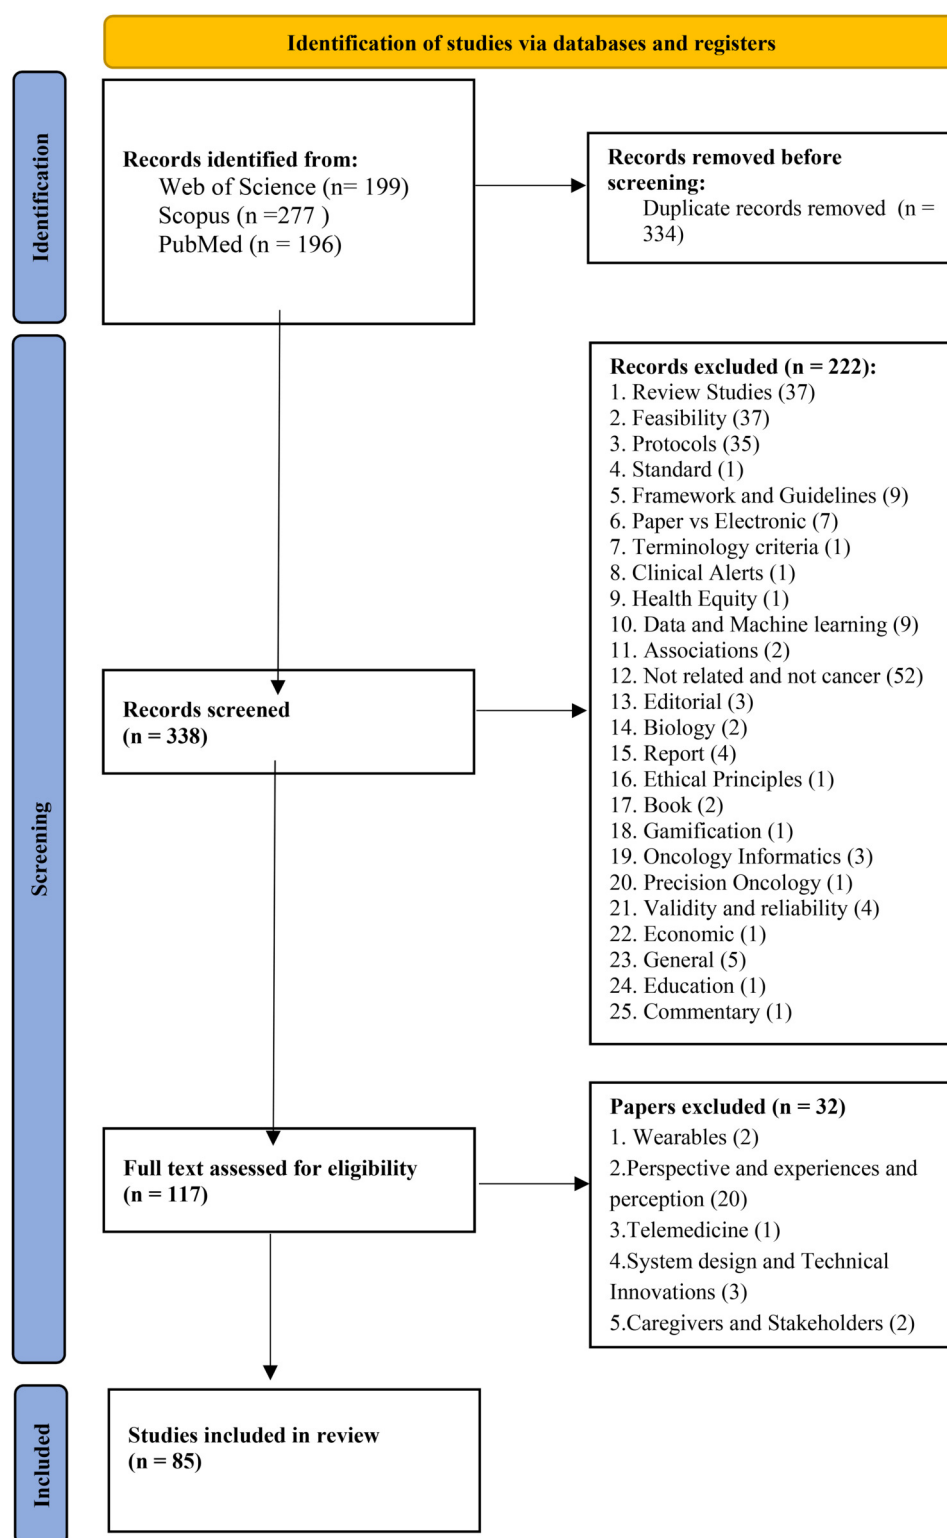 Identification of studies via databases and registers
Identification
Records identified from:
Web of Science (n= 199)
Scopus (n =277 )
PubMed (n = 196)
Records removed before
screening:
Duplicate records removed (n =
334)
Screening
Records screened
(n = 338)
Records excluded (n = 222):
1. Review Studies (37)
2. Feasibility (37)
3. Protocols (35)
4. Standard (1)
5. Framework and Guidelines (9)
6. Paper vs Electronic (7)
7. Terminology criteria (1)
8. Clinical Alerts (1)
9. Health Equity (1)
10. Data and Machine learning (9)
11. Associations (2)
12. Not related and not cancer (52)
13. Editorial (3)
14. Biology (2)
15. Report (4)
16. Ethical Principles (1)
17. Book (2)
18. Gamification (1)
19. Oncology Informatics (3)
20. Precision Oncology (1)
21. Validity and reliability (4)
22. Economic (1)
23. General (5)
24. Education (1)
25. Commentary (1)
Full text assessed for eligibility
(n = 117)
Papers excluded (n = 32)
1. Wearables (2)
2.Perspective and experiences and
perception (20)
3.Telemedicine (1)
4.System design and Technical
Innovations (3)
5.Caregivers and Stakeholders (2)
Included
Studies included in review
(n = 85)